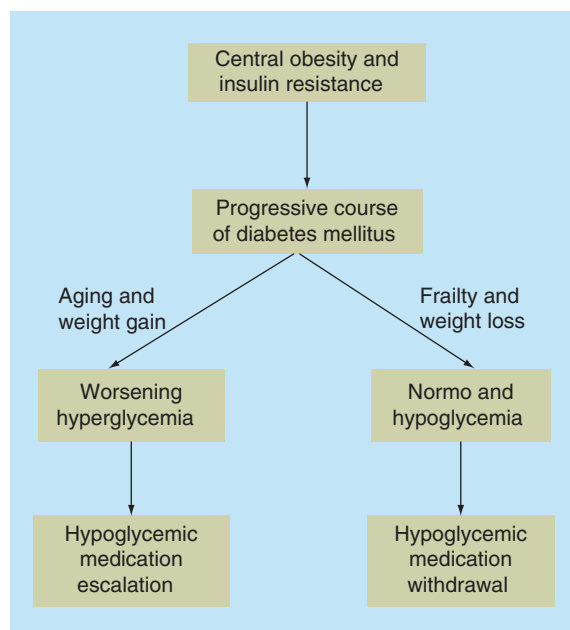 Central obesity and
insulin resistance
Progressive course
of diabetes mellitus
Aging and
weight gain
Frailty and
weight loss
Worsening
hyperglycemia
Normo and
hypoglycemia
Hypoglycemic
medication
escalation
Hypoglycemic
medication
withdrawal